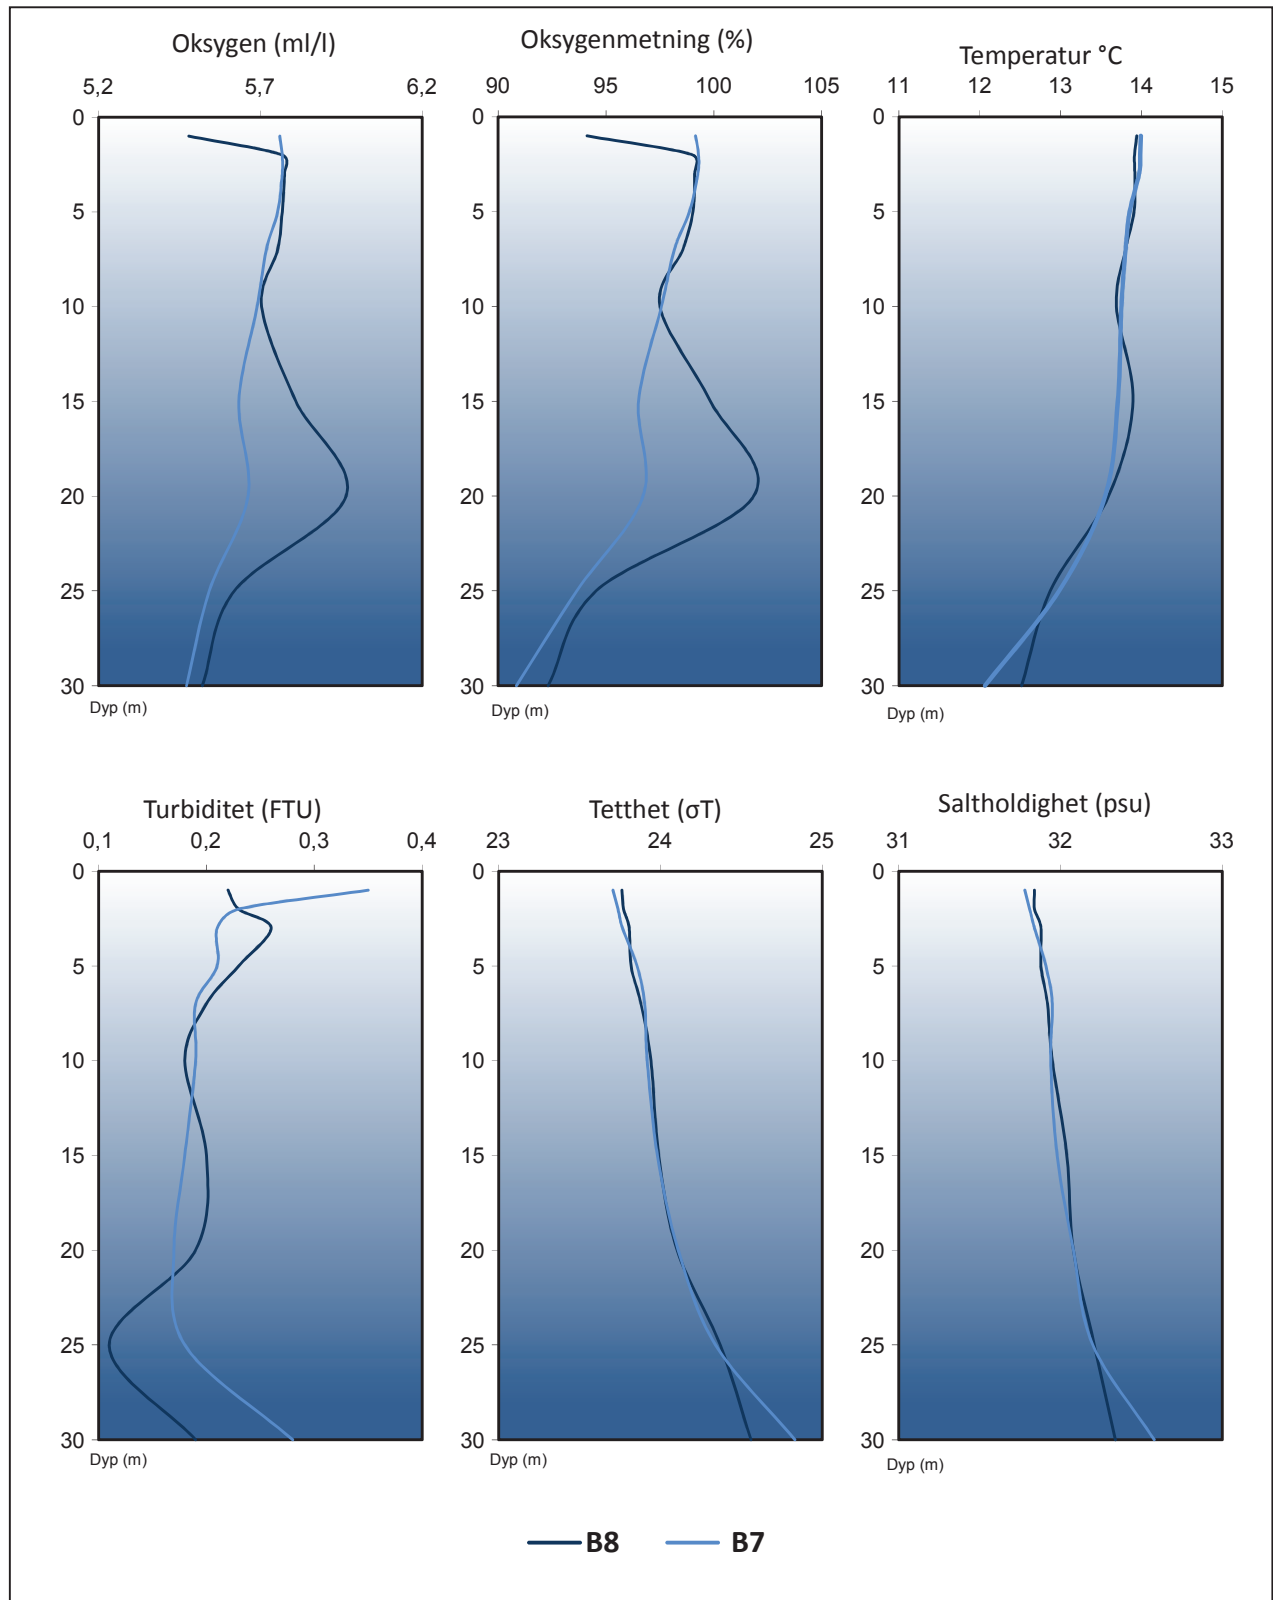 Oksygen (ml/l)
5,2 5,7 6,2
0
5
10
15
20
25
30
Dyp (m)
Oksygenmetning (%)
90 95 100 105
0
5
10
15
20
25
30
Dyp (m)
Temperatur °C
11 12 13 14 15
0
5
10
15
20
25
30
Dyp (m)
Turbiditet (FTU)
0,1 0,2 0,3 0,4
0
5
10
15
20
25
30
Dyp (m)
Tetthet (σT)
23 24 25
0
5
10
15
20
25
30
Dyp (m)
Saltholdighet (psu)
31 32 33
0
5
10
15
20
25
30
Dyp (m)
B8 B7